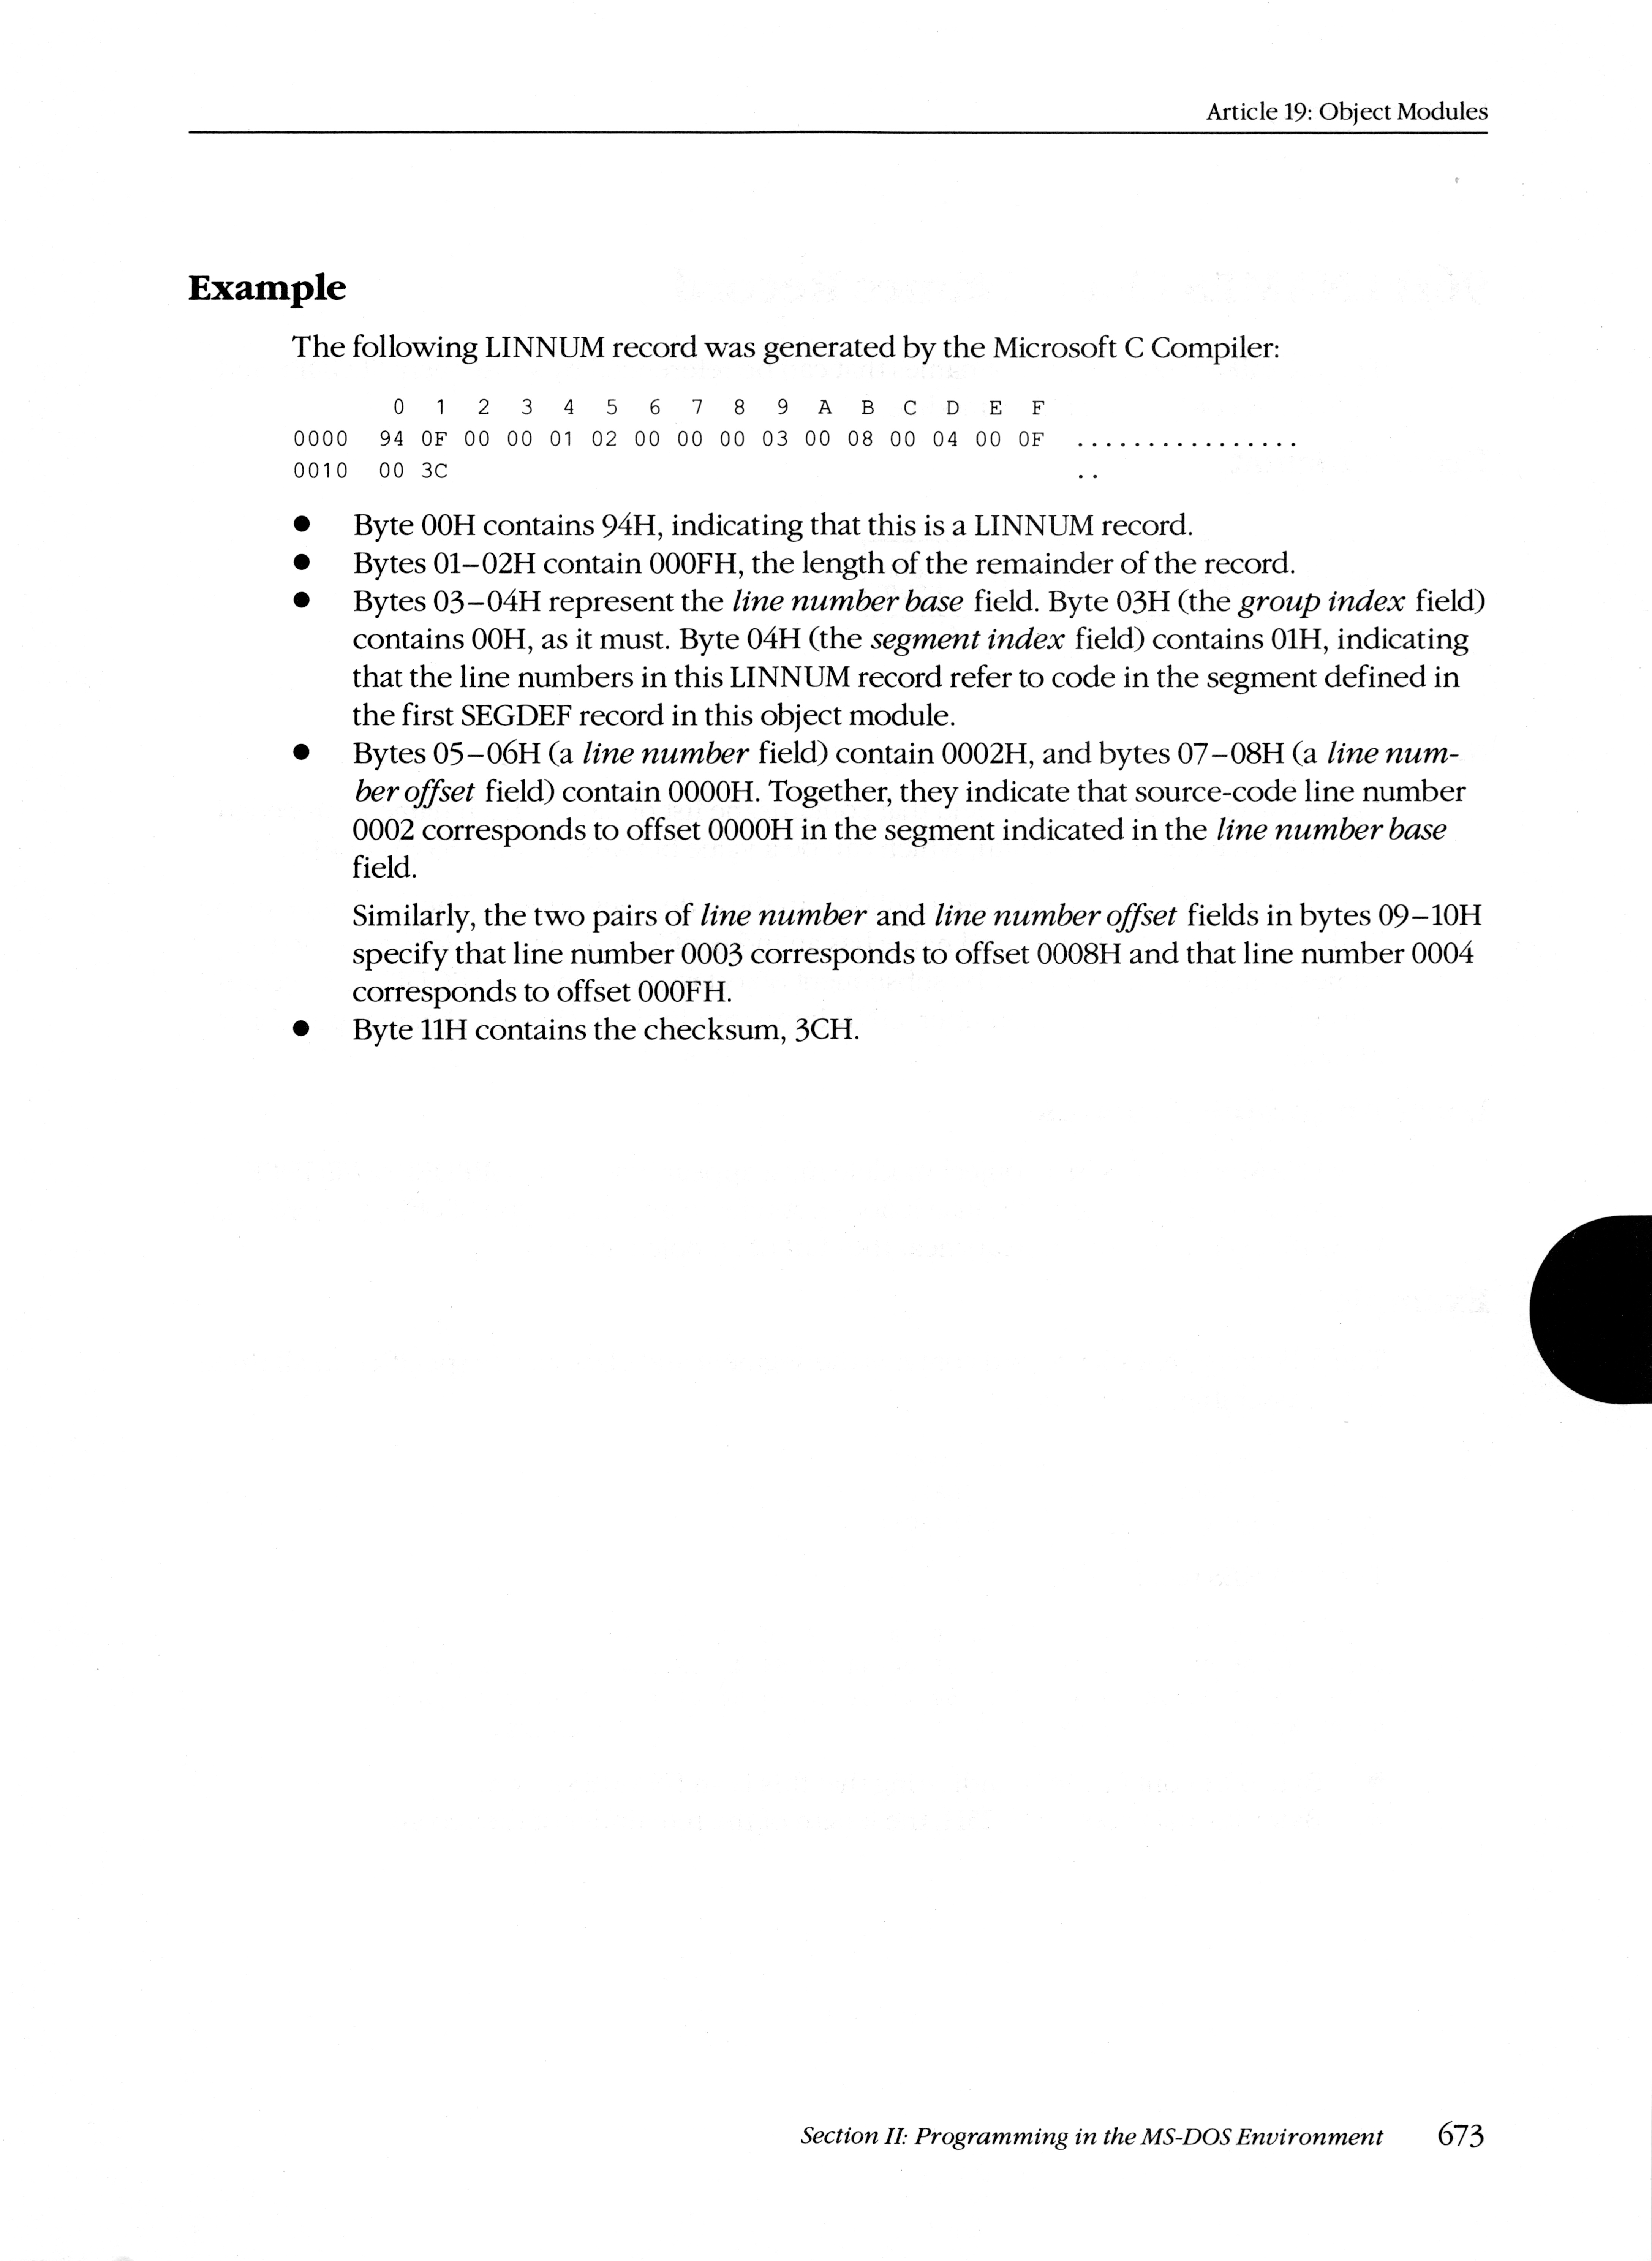 Article 19: Object Modules
Example
The following LINNUM record was generated by the Microsoft C Compiler:
0 1 2 3 4 5 6 7 8 9 A B C D E F
0000 94 0F 00 00 01 02 00 00 00 03 00 08 00 04 00 0F ................
0010 00 3C ..
● Byte 00H contains 94H, indicating that this is a LINNUM record.
● Bytes 01–02H contain 000FH, the length of the remainder of the record.
● Bytes 03–04H represent the line number base field. Byte 03H (the group index field)
contains 00H, as it must. Byte 04H (the segment index field) contains 01H, indicating
that the line numbers in this LINNUM record refer to code in the segment defined in
the first SEGDEF record in this object module.
● Bytes 05–06H (a line number field) contain 0002H, and bytes 07–08H (a line num-
ber offset field) contain 0000H. Together, they indicate that source-code line number
0002 corresponds to offset 0000H in the segment indicated in the line number base
field.
Similarly, the two pairs of line number and line number offset fields in bytes 09–10H
specify that line number 0003 corresponds to offset 0008H and that line number 0004
corresponds to offset 000FH.
● Byte 11H contains the checksum, 3CH.
Section II: Programming in the MS-DOS Environment 673